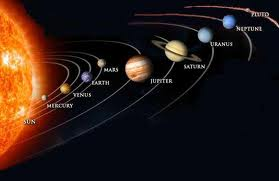 PLUTO
NEPTUNE
URANUS
SATURN
MARS
JUPITER
EARTH
VENUS
MERCURY
SUN